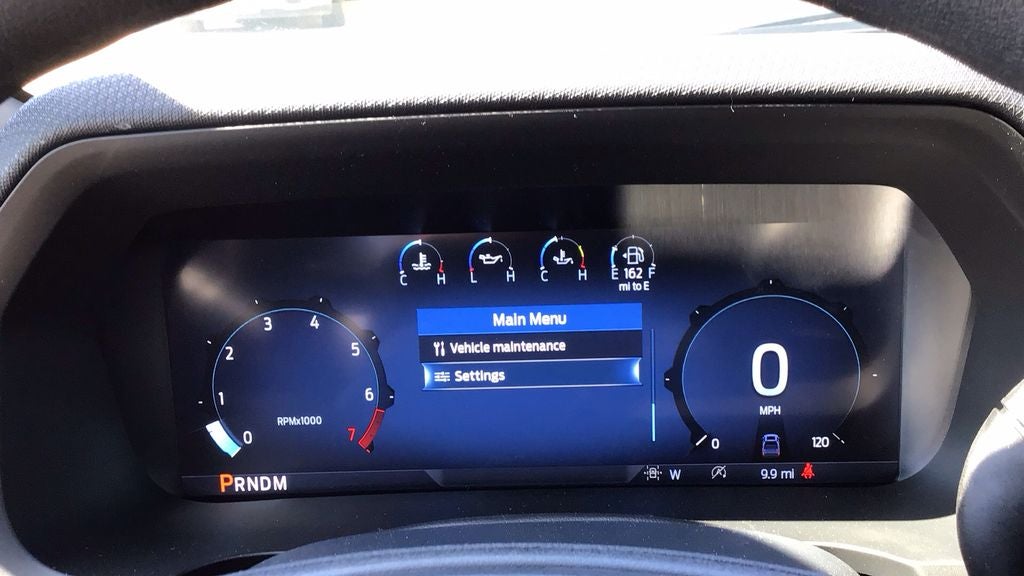 C H
L H
C H
E 162 F
mi to E
Main Menu
Vehicle maintenance
Settings
0 1 2 3 4 5 6 7
RPMx1000
0
MPH
0 120
PRNDM
W
9.9 mi